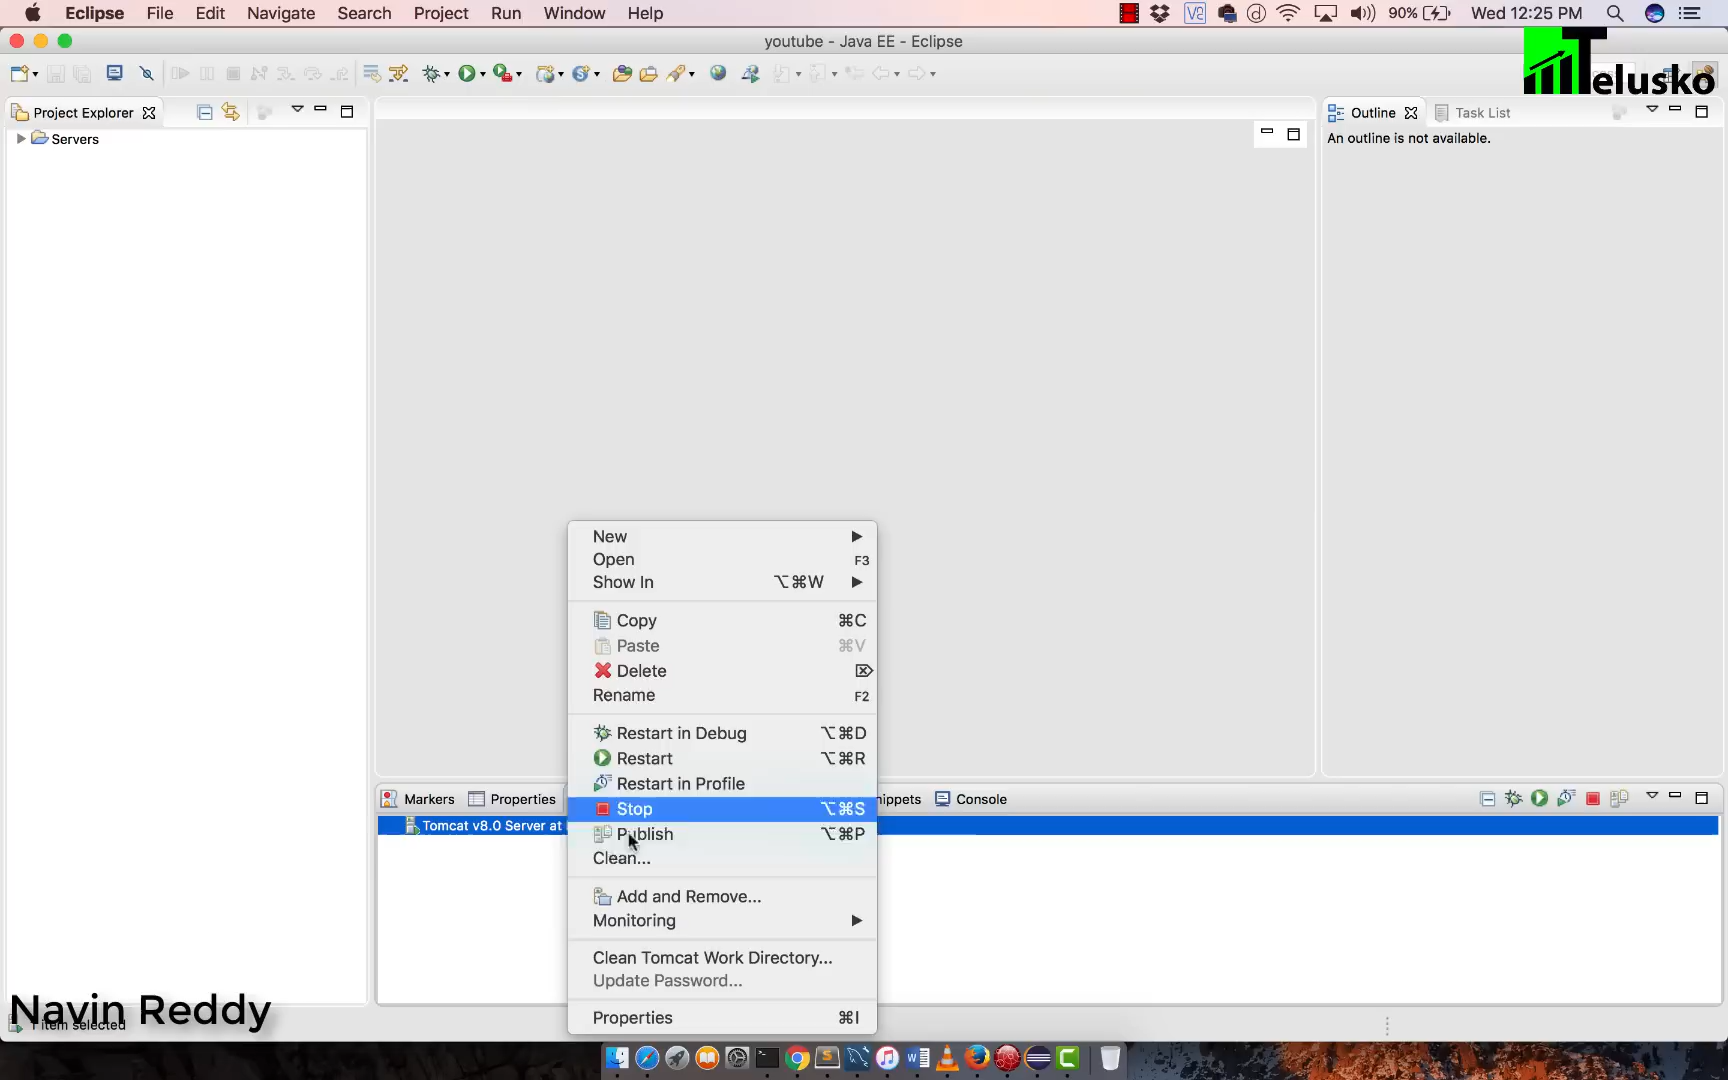 Eclipse File Edit Navigate Search Project Run Window Help 90% Wed 12:25 PM
youtube - Java EE - Eclipse
Telusko
Project Explorer
Outline Task List
Servers
An outline is not available.
New
Open F3
Show In ⌥⌘W
Copy ⌘C
Paste ⌘V
Delete
Rename F2
Restart in Debug ⌥⌘D
Restart ⌥⌘R
Restart in Profile
Stop ⌥⌘S
Publish ⌥⌘P
Clean...
Add and Remove...
Monitoring
Clean Tomcat Work Directory...
Update Password...
Properties ⌘I
Markers Properties nippets Console
Tomcat v8.0 Server at
Navin Reddy
1 item selected